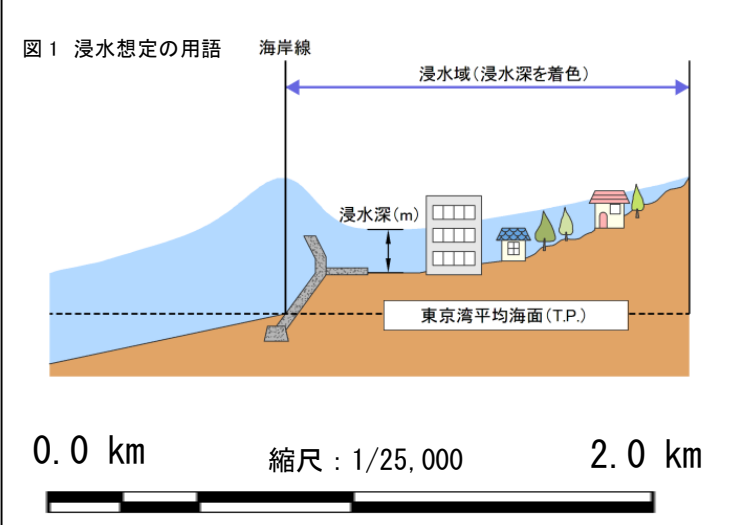 図1 浸水想定の用語
海岸線
浸水域(浸水深を着色)
浸水深(m)
東京湾平均海面(T.P.)
0.0 km
縮尺:1/25,000
2.0 km